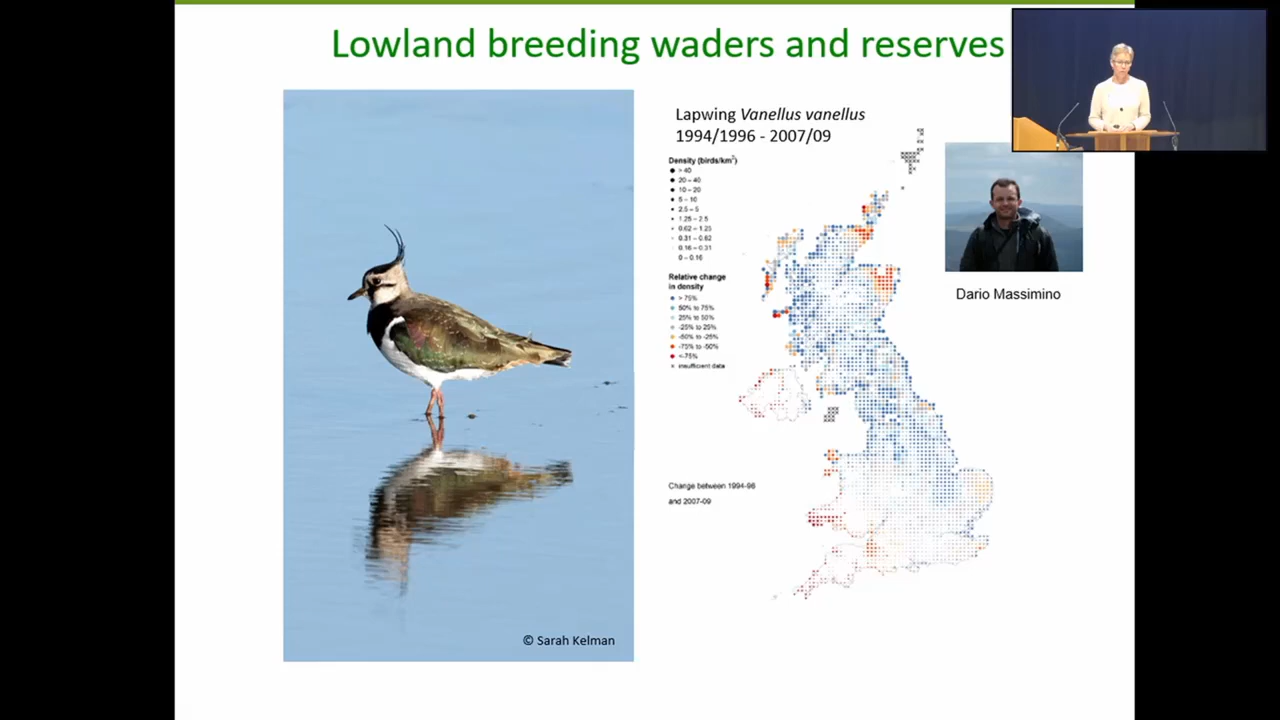 Lowland breeding waders and reserves
Lapwing Vanellus vanellus
1994/1996 - 2007/09
Density (birds/km²)
> 40
20 – 40
10 – 20
5 – 10
2.5 – 5
1.25 – 2.5
0.62 – 1.25
0.31 – 0.62
0.16 – 0.31
0 – 0.16
Relative change
in density
> 75%
50% to 75%
25% to 50%
-25% to 25%
-50% to -25%
-75% to -50%
<-75%
insufficient data
Dario Massimino
Change between 1994-96
and 2007-09
© Sarah Kelman